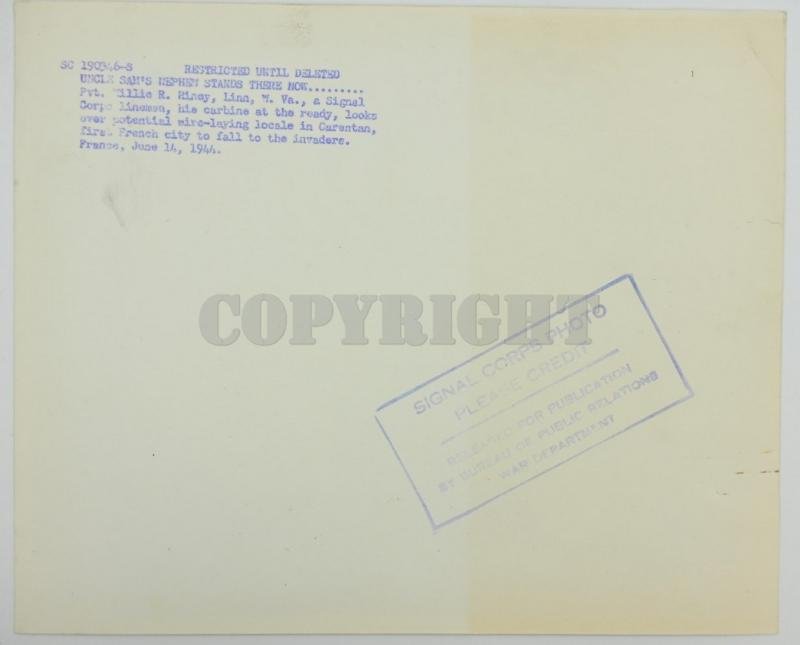 SC 190346-S RESTRICTED UNTIL DELETED
UNCLE SAM'S NEPHEW STANDS THERE NOW.........
Pvt. Willie R. Linn, W. Va., a Signal
Corps lineman, his carbine at the ready, looks
over potential wire-laying locale in Carentan,
first French city to fall to the invaders.
France, June 14, 1944.
COPYRIGHT
SIGNAL CORPS PHOTO
PLEASE CREDIT
RELEASED FOR PUBLICATION
BY BUREAU OF PUBLIC RELATIONS
WAR DEPARTMENT